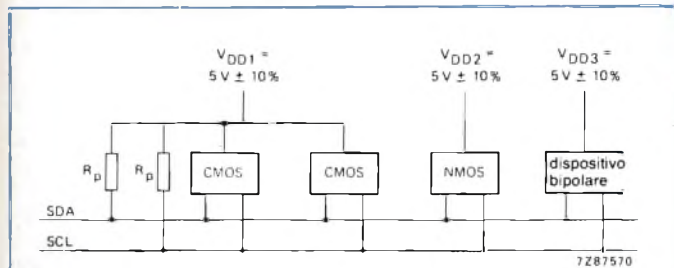 VDD1 =
5 V ± 10%
VDD2 =
5 V ± 10%
VDD3 =
5 V ± 10%
Rp
Rp
CMOS
CMOS
NMOS
dispositivo
bipolare
SDA
SCL
7Z87570